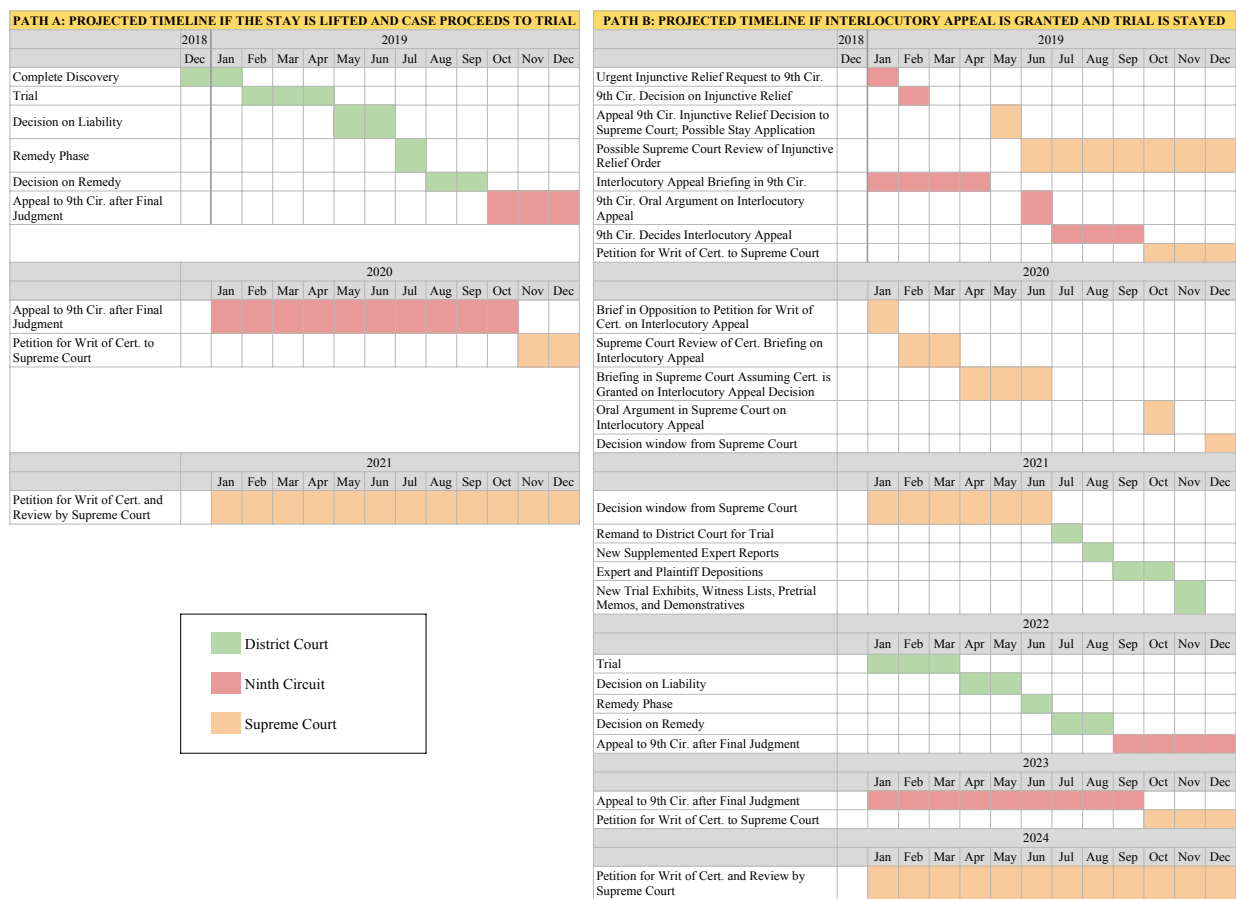 PATH A: PROJECTED TIMELINE IF THE STAY IS LIFTED AND CASE PROCEEDS TO TRIAL
2018 2019
Dec Jan Feb Mar Apr May Jun Jul Aug Sep Oct Nov Dec
Complete Discovery
Trial
Decision on Liability
Remedy Phase
Decision on Remedy
Appeal to 9th Cir. after Final
Judgment
2020
Jan Feb Mar Apr May Jun Jul Aug Sep Oct Nov Dec
Appeal to 9th Cir. after Final
Judgment
Petition for Writ of Cert. to
Supreme Court
2021
Jan Feb Mar Apr May Jun Jul Aug Sep Oct Nov Dec
Petition for Writ of Cert. and
Review by Supreme Court
District Court
Ninth Circuit
Supreme Court
PATH B: PROJECTED TIMELINE IF INTERLOCUTORY APPEAL IS GRANTED AND TRIAL IS STAYED
2018 2019
Dec Jan Feb Mar Apr May Jun Jul Aug Sep Oct Nov Dec
Urgent Injunctive Relief Request to 9th Cir.
9th Cir. Decision on Injunctive Relief
Appeal 9th Cir. Injunctive Relief Decision to
Supreme Court; Possible Stay Application
Possible Supreme Court Review of Injunctive
Relief Order
Interlocutory Appeal Briefing in 9th Cir.
9th Cir. Oral Argument on Interlocutory
Appeal
9th Cir. Decides Interlocutory Appeal
Petition for Writ of Cert. to Supreme Court
2020
Jan Feb Mar Apr May Jun Jul Aug Sep Oct Nov Dec
Brief in Opposition to Petition for Writ of
Cert. on Interlocutory Appeal
Supreme Court Review of Cert. Briefing on
Interlocutory Appeal
Briefing in Supreme Court Assuming Cert. is
Granted on Interlocutory Appeal Decision
Oral Argument in Supreme Court on
Interlocutory Appeal
Decision window from Supreme Court
2021
Jan Feb Mar Apr May Jun Jul Aug Sep Oct Nov Dec
Decision window from Supreme Court
Remand to District Court for Trial
New Supplemented Expert Reports
Expert and Plaintiff Depositions
New Trial Exhibits, Witness Lists, Pretrial
Memos, and Demonstratives
2022
Jan Feb Mar Apr May Jun Jul Aug Sep Oct Nov Dec
Trial
Decision on Liability
Remedy Phase
Decision on Remedy
Appeal to 9th Cir. after Final Judgment
2023
Jan Feb Mar Apr May Jun Jul Aug Sep Oct Nov Dec
Appeal to 9th Cir. after Final Judgment
Petition for Writ of Cert. to Supreme Court
2024
Jan Feb Mar Apr May Jun Jul Aug Sep Oct Nov Dec
Petition for Writ of Cert. and Review by
Supreme Court